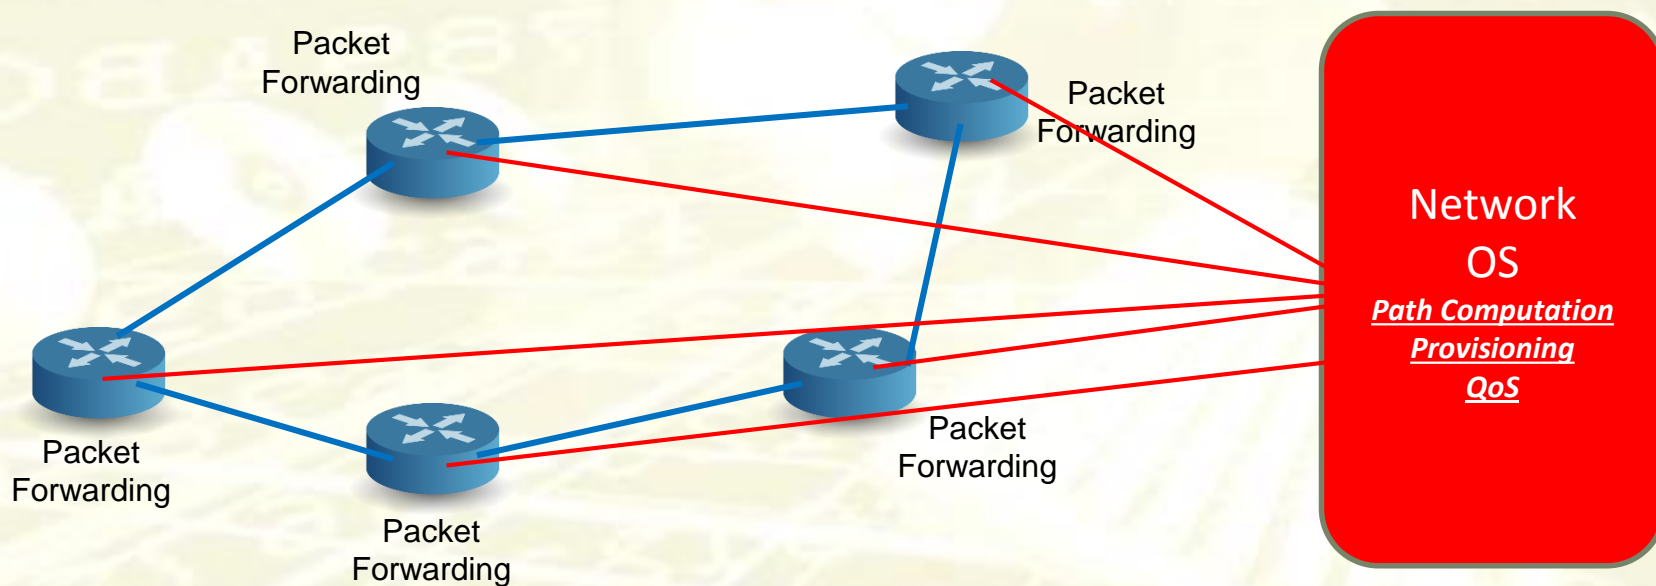 Packet
Forwarding
Packet
Forwarding
Network
OS
Path Computation
Provisioning
QoS
Packet
Forwarding
Packet
Forwarding
Packet
Forwarding